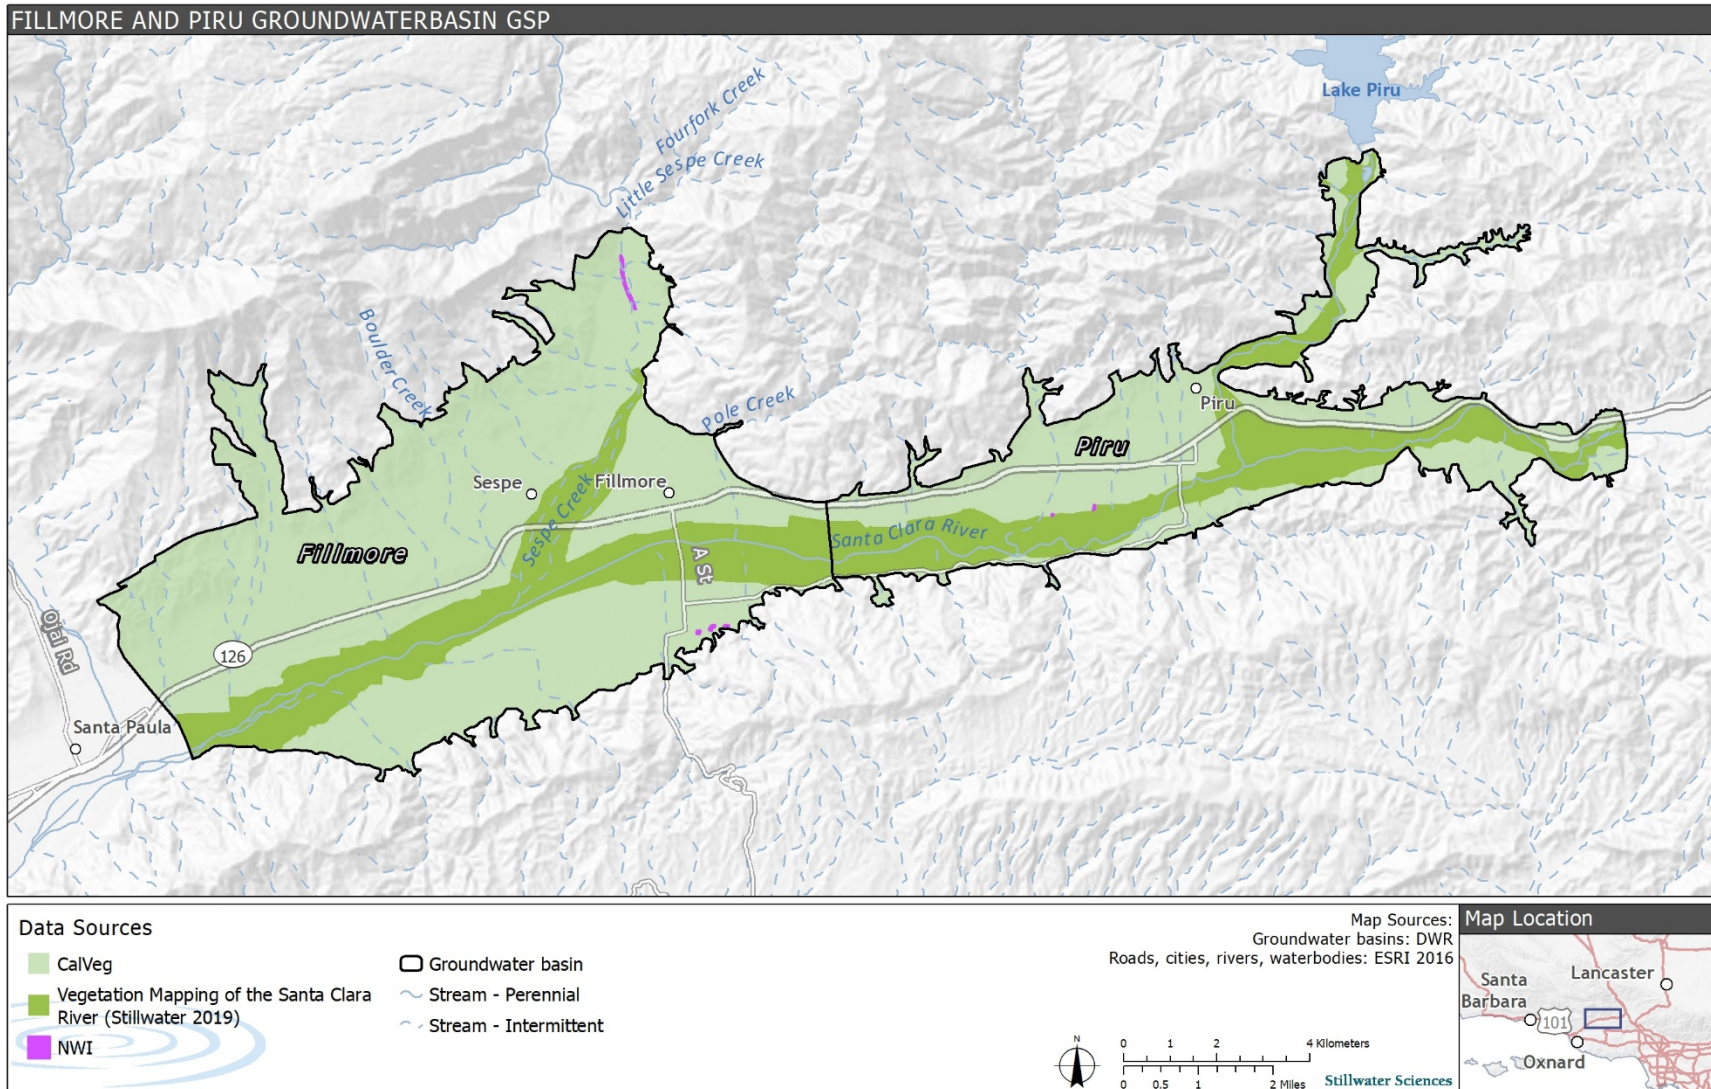 FILLMORE AND PIRU GROUNDWATERBASIN GSP
Lake Piru
Fourfork Creek
Little Sespe Creek
Boulder Creek
Pole Creek
Piru
Piru
Sespe
Fillmore
Sespe Creek
Santa Clara River
Fillmore
A St
Ojai Rd
126
Santa Paula
Data Sources
CalVeg
Vegetation Mapping of the Santa Clara
River (Stillwater 2019)
NWI
Groundwater basin
Stream - Perennial
Stream - Intermittent
Map Sources:
Groundwater basins: DWR
Roads, cities, rivers, waterbodies: ESRI 2016
N
0 1 2 4 Kilometers
0 0.5 1 2 Miles
Stillwater Sciences
Map Location
Santa
Barbara
Lancaster
101
Oxnard